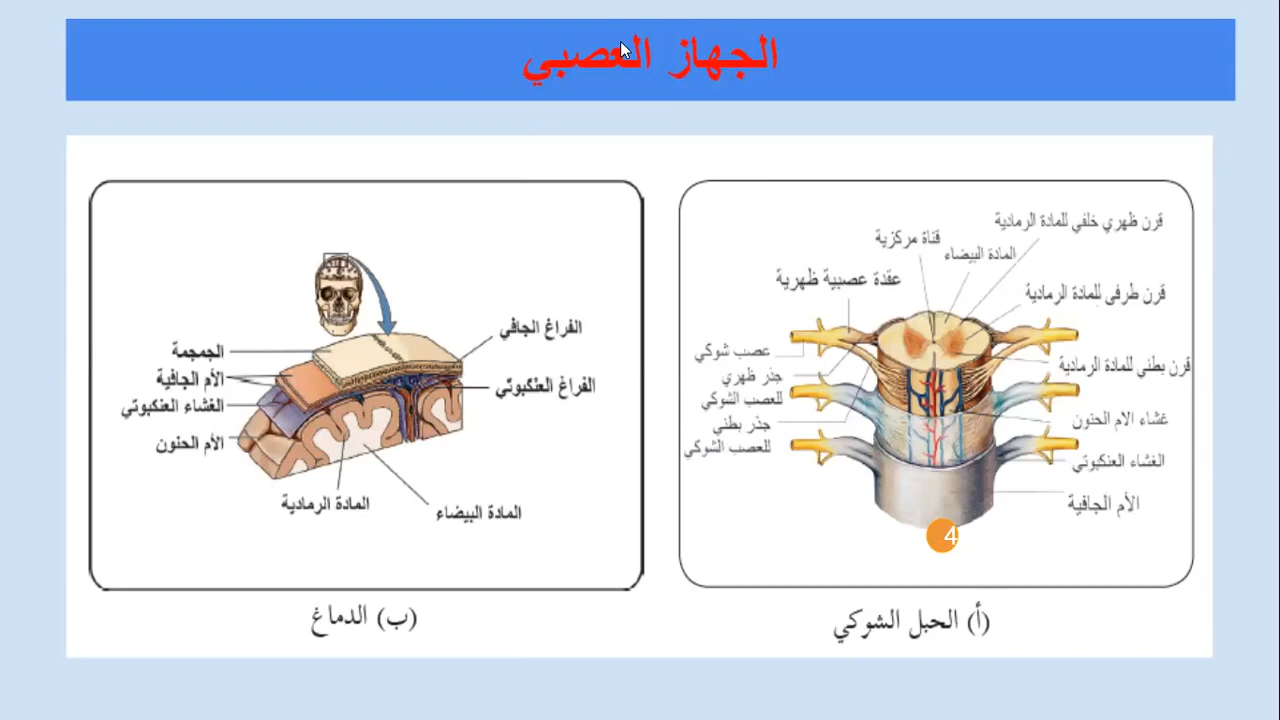 الجهاز العصبي
قرن ظهري خلفي للمادة الرمادية
قناة مركزية
المادة البيضاء
عقدة عصبية ظهرية
قرن طرفى للمادة الرمادية
عصب شوكي
قرن بطني للمادة الرمادية
جذر ظهري
للعصب الشوكي
غشاء الام الحنون
جذر بطني
للعصب الشوكي
الغشاء العنكبوتي
الأم الجافية
4
(أ) الحبل الشوكي
الفراغ الجافي
الجمجمة
الأم الجافية
الفراغ العنكبوتي
الغشاء العنكبوتي
الأم الحنون
المادة الرمادية
المادة البيضاء
(ب) الدماغ